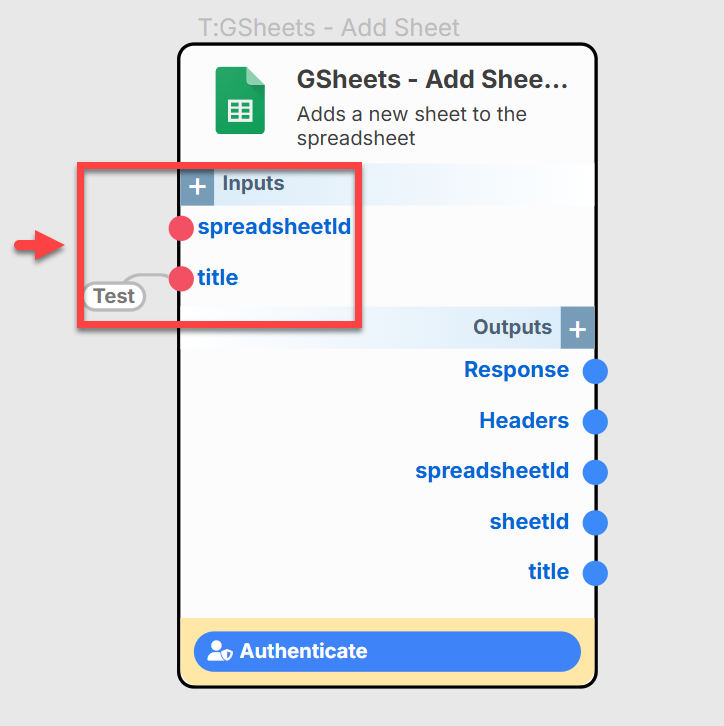 T:GSheets - Add Sheet
GSheets - Add Shee...
Adds a new sheet to the
spreadsheet
+ Inputs
spreadsheetId
title
Test
Outputs +
Response
Headers
spreadsheetId
sheetId
title
Authenticate